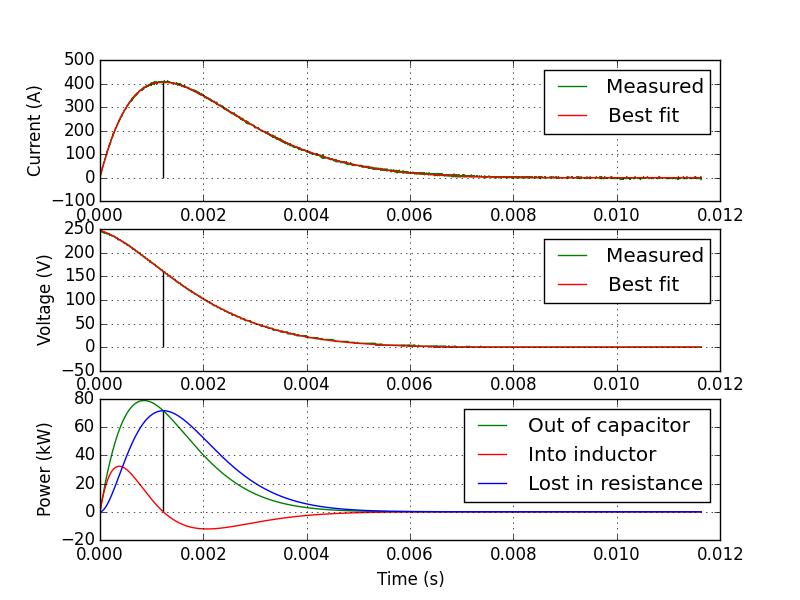 500
400
300
200
100
0
−100
Current (A)
Measured
Best fit
0.000 0.002 0.004 0.006 0.008 0.010 0.012
250
200
150
100
50
0
−50
Voltage (V)
Measured
Best fit
0.000 0.002 0.004 0.006 0.008 0.010 0.012
80
60
40
20
0
−20
Power (kW)
Out of capacitor
Into inductor
Lost in resistance
0.000 0.002 0.004 0.006 0.008 0.010 0.012
Time (s)